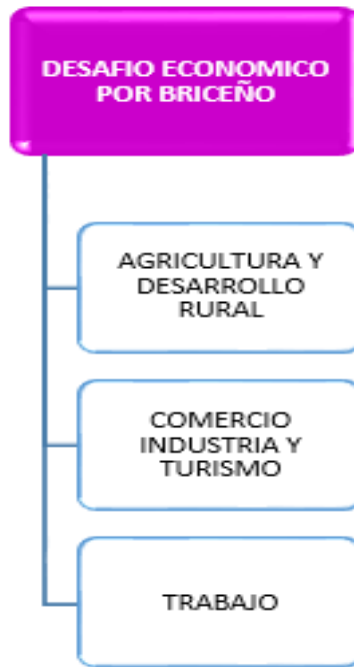 DESAFIO ECONOMICO
POR BRICEÑO
AGRICULTURA Y
DESARROLLO
RURAL
COMERCIO
INDUSTRIA Y
TURISMO
TRABAJO